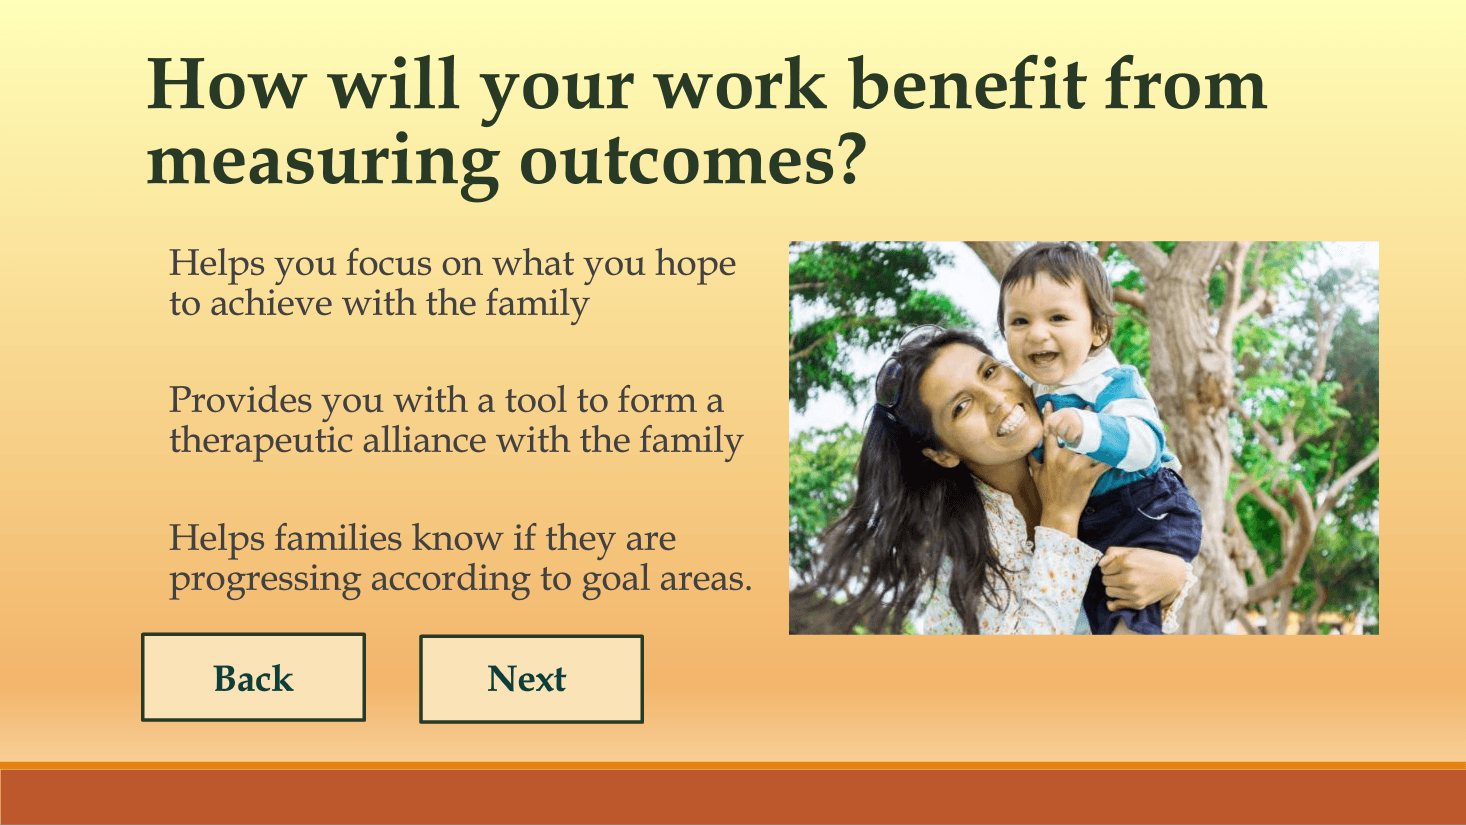 How will your work benefit from
measuring outcomes?
Helps you focus on what you hope
to achieve with the family
Provides you with a tool to form a
therapeutic alliance with the family
Helps families know if they are
progressing according to goal areas.
Back
Next